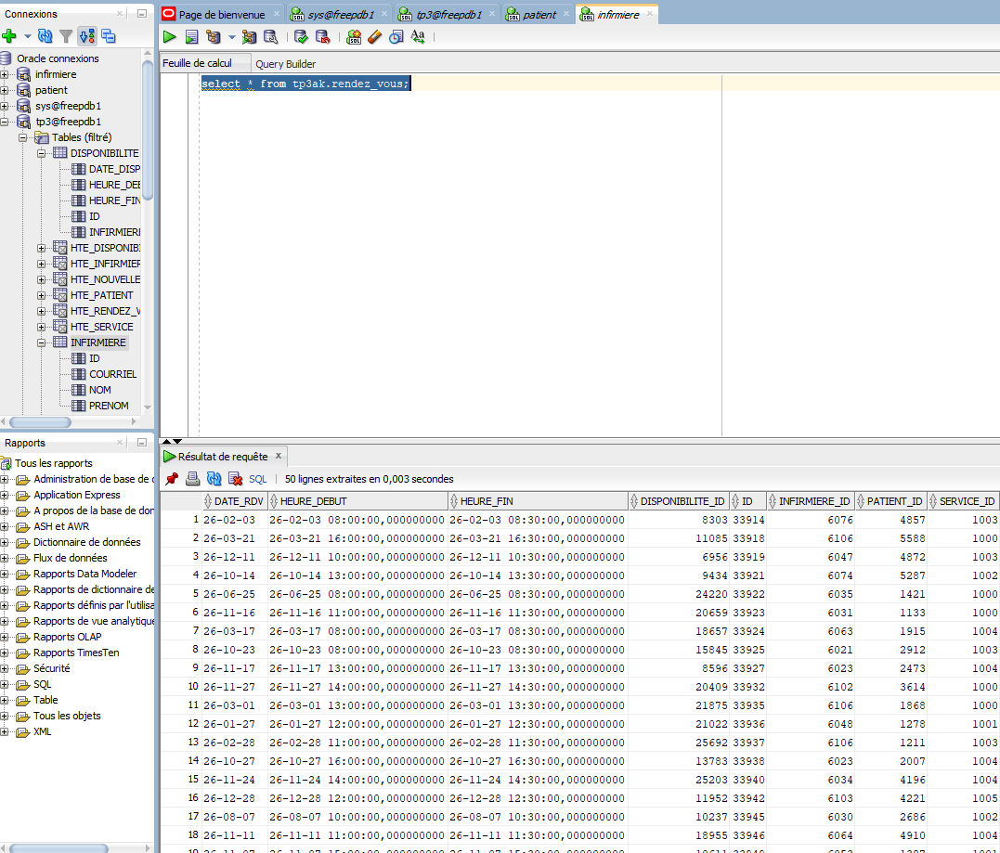 Connexions
Oracle connexions
infirmiere
patient
sys@freepdb1
tp3@freepdb1
Tables (filtré)
DISPONIBILITE
DATE_DISP
HEURE_DEE
HEURE_FIN
ID
INFIRMIERI
HTE_DISPONIBI
HTE_INFIRMIER
HTE_NOUVELLE
HTE_PATIENT
HTE_RENDEZ_V
HTE_SERVICE
INFIRMIERE
ID
COURRIEL
NOM
PRENOM
Rapports
Tous les rapports
Administration de base de d
Application Express
A propos de la base de don
ASH et AWR
Dictionnaire de données
Flux de données
Rapports Data Modeler
Rapports de dictionnaire de
Rapports définis par l'utilisa
Rapports de vue analytique
Rapports OLAP
Rapports TimesTen
Sécurité
SQL
Table
Tous les objets
XML
Page de bienvenue sys@freepdb1 tp3@freepdb1 patient infirmiere
Feuille de calcul Query Builder
select * from tp3ak.rendez_vous;
Résultat de requête
SQL | 50 lignes extraites en 0,003 secondes
DATE_RDV HEURE_DEBUT HEURE_FIN DISPONIBILITE_ID ID INFIRMIERE_ID PATIENT_ID SERVICE_ID
1 26-02-03 26-02-03 08:00:00,000000000 26-02-03 08:30:00,000000000 8303 33914 6076 4857 1003
2 26-03-21 26-03-21 16:00:00,000000000 26-03-21 16:30:00,000000000 11085 33918 6106 5588 1000
3 26-12-11 26-12-11 10:00:00,000000000 26-12-11 10:30:00,000000000 6956 33919 6047 4872 1003
4 26-10-14 26-10-14 13:00:00,000000000 26-10-14 13:30:00,000000000 9434 33921 6074 5287 1002
5 26-06-25 26-06-25 08:00:00,000000000 26-06-25 08:30:00,000000000 24220 33922 6035 1421 1000
6 26-11-16 26-11-16 11:00:00,000000000 26-11-16 11:30:00,000000000 20659 33923 6031 1133 1000
7 26-03-17 26-03-17 08:00:00,000000000 26-03-17 08:30:00,000000000 18657 33924 6063 1915 1004
8 26-10-23 26-10-23 08:00:00,000000000 26-10-23 08:30:00,000000000 15845 33925 6021 2912 1003
9 26-11-17 26-11-17 13:00:00,000000000 26-11-17 13:30:00,000000000 8596 33927 6023 2473 1004
10 26-11-27 26-11-27 14:00:00,000000000 26-11-27 14:30:00,000000000 20409 33932 6102 3614 1000
11 26-03-01 26-03-01 13:00:00,000000000 26-03-01 13:30:00,000000000 21875 33935 6106 1868 1000
12 26-01-27 26-01-27 12:00:00,000000000 26-01-27 12:30:00,000000000 21022 33936 6048 1278 1001
13 26-02-28 26-02-28 11:00:00,000000000 26-02-28 11:30:00,000000000 25692 33937 6106 1211 1003
14 26-10-27 26-10-27 16:00:00,000000000 26-10-27 16:30:00,000000000 13783 33938 6023 2007 1004
15 26-11-24 26-11-24 14:00:00,000000000 26-11-24 14:30:00,000000000 25203 33940 6034 4196 1004
16 26-12-28 26-12-28 12:00:00,000000000 26-12-28 12:30:00,000000000 11952 33942 6103 4221 1005
17 26-08-07 26-08-07 10:00:00,000000000 26-08-07 10:30:00,000000000 10237 33945 6030 2686 1002
18 26-11-11 26-11-11 11:00:00,000000000 26-11-11 11:30:00,000000000 18955 33946 6064 4910 1004